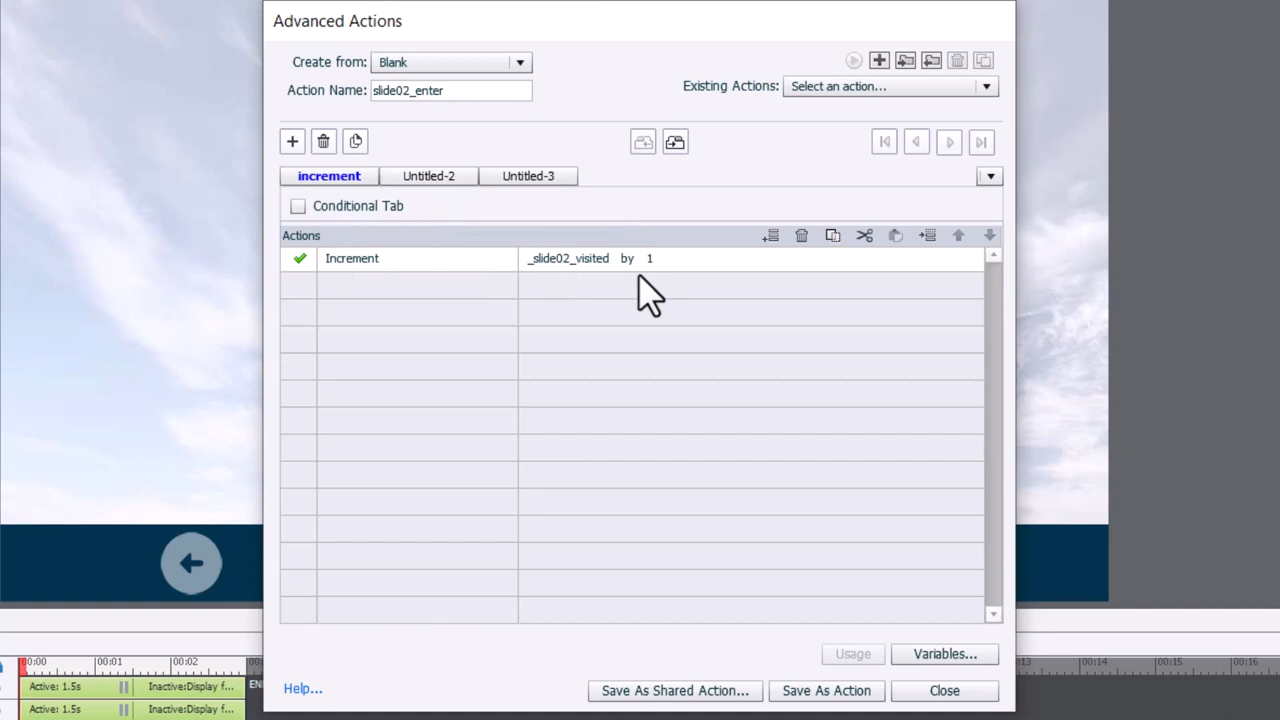 Advanced Actions
Create from: Blank
Action Name: slide02_enter
Existing Actions: Select an action...
increment Untitled-2 Untitled-3
Conditional Tab
Actions
Increment _slide02_visited by 1
Usage Variables...
Help... Save As Shared Action... Save As Action Close
00:00 00:01 00:02 00:14 00:15 00:16
Active: 1.5s Inactive:Display f...
Active: 1.5s Inactive:Display f...